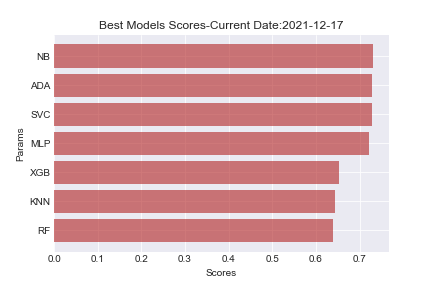 Best Models Scores-Current Date:2021-12-17
Params
NB
ADA
SVC
MLP
XGB
KNN
RF
0.0 0.1 0.2 0.3 0.4 0.5 0.6 0.7
Scores